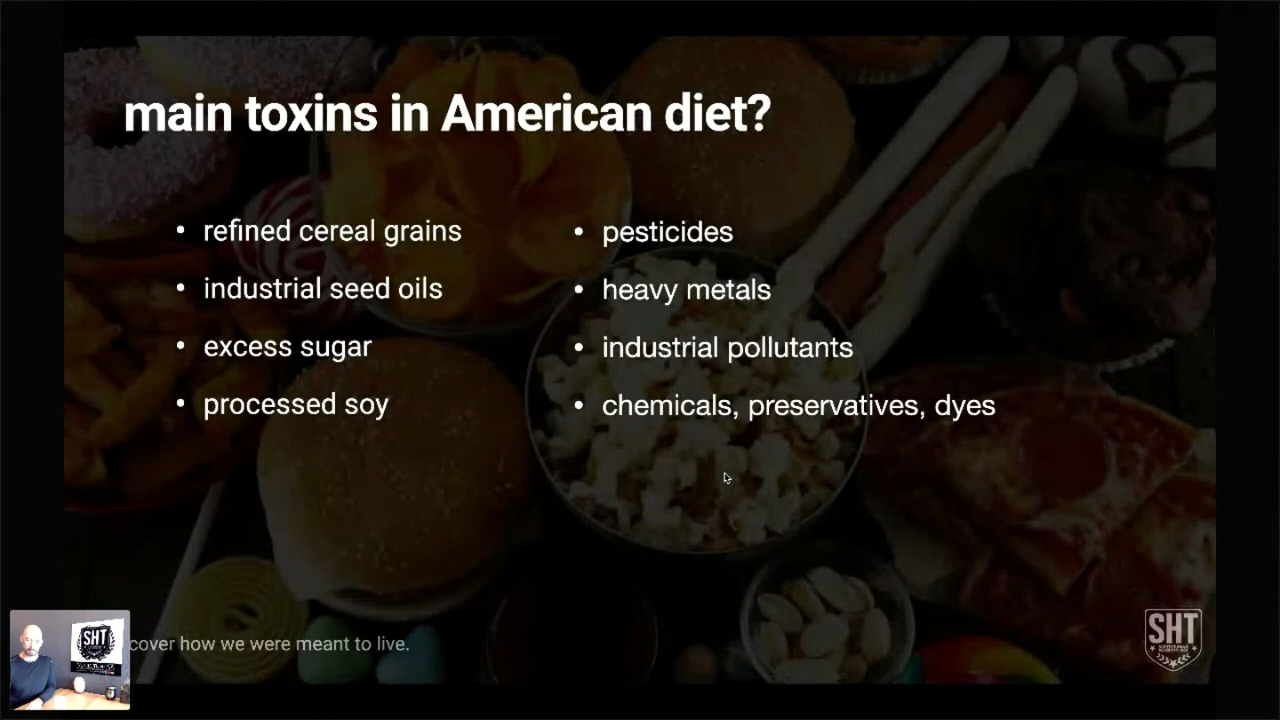 main toxins in American diet?
• refined cereal grains
• industrial seed oils
• excess sugar
• processed soy
• pesticides
• heavy metals
• industrial pollutants
• chemicals, preservatives, dyes
cover how we were meant to live.
SHT
SHT